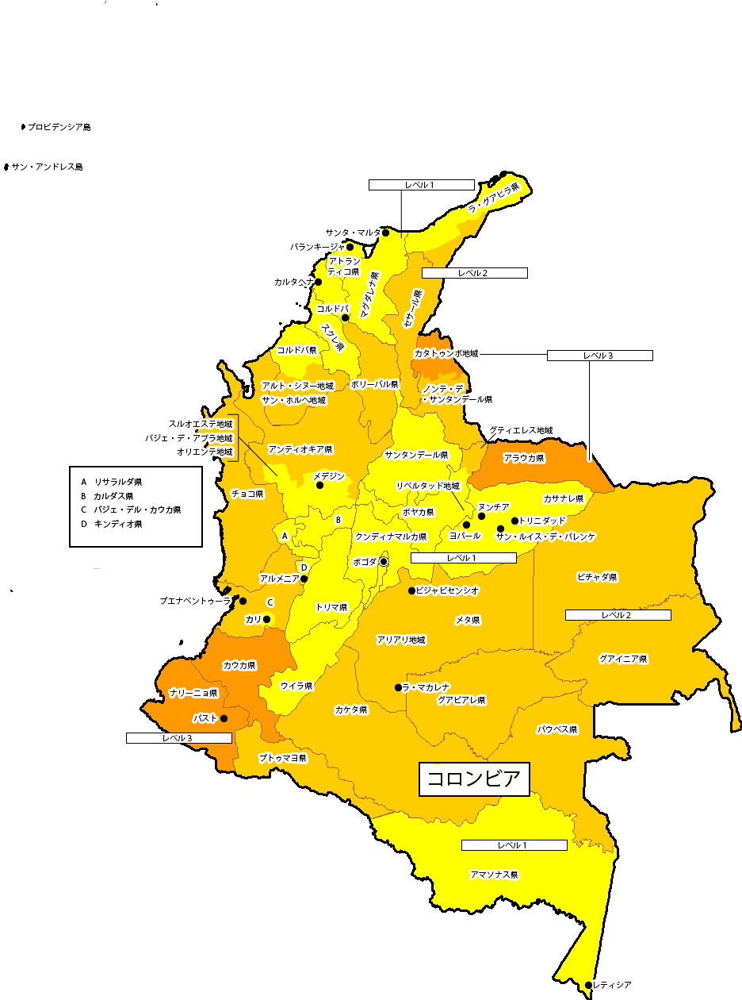 プロビデンシア島
サン・アンドレス島
レベル 1
ラ・グアヒラ県
サンタ・マルタ
バランキージャ
アトラン
ティコ県
レベル 2
カルタヘナ
マグダレナ県
セサール県
コルドバ
スクレ県
コルドバ県
カタトゥンボ地域
レベル 3
アルト・シヌー地域
ボリーバル県
サン・ホルヘ地域
ノンテ・デ
・サンタンデール県
スルオエステ地域
バジェ・デ・アブラ地域
オリエンテ地域
グティエレス地域
アンティオキア県
サンタンデール県
アラウカ県
A リサラルダ県
B カルダス県
C バジェ・デル・カウカ県
D キンディオ県
メデジン
リベルタッド地域
チョコ県
カサナレ県
ヌンチア
ボヤカ県
B
トリニダッド
A
クンディナマルカ県
ヨパール
サン・ルイス・デ・パレンケ
レベル 1
ボゴダ
D
アルメニア
ビチャダ県
ビジャビセンシオ
プエナベントゥーラ
C
トリマ県
レベル 2
カリ
メタ県
アリアリ地域
グアイニア県
カウカ県
ウイラ県
ラ・マカレナ
ナリーニョ県
グアビアレ県
カケタ県
パスト
バウペス県
レベル 3
プトゥマヨ県
コロンビア
レベル 1
アマソナス県
レティシア